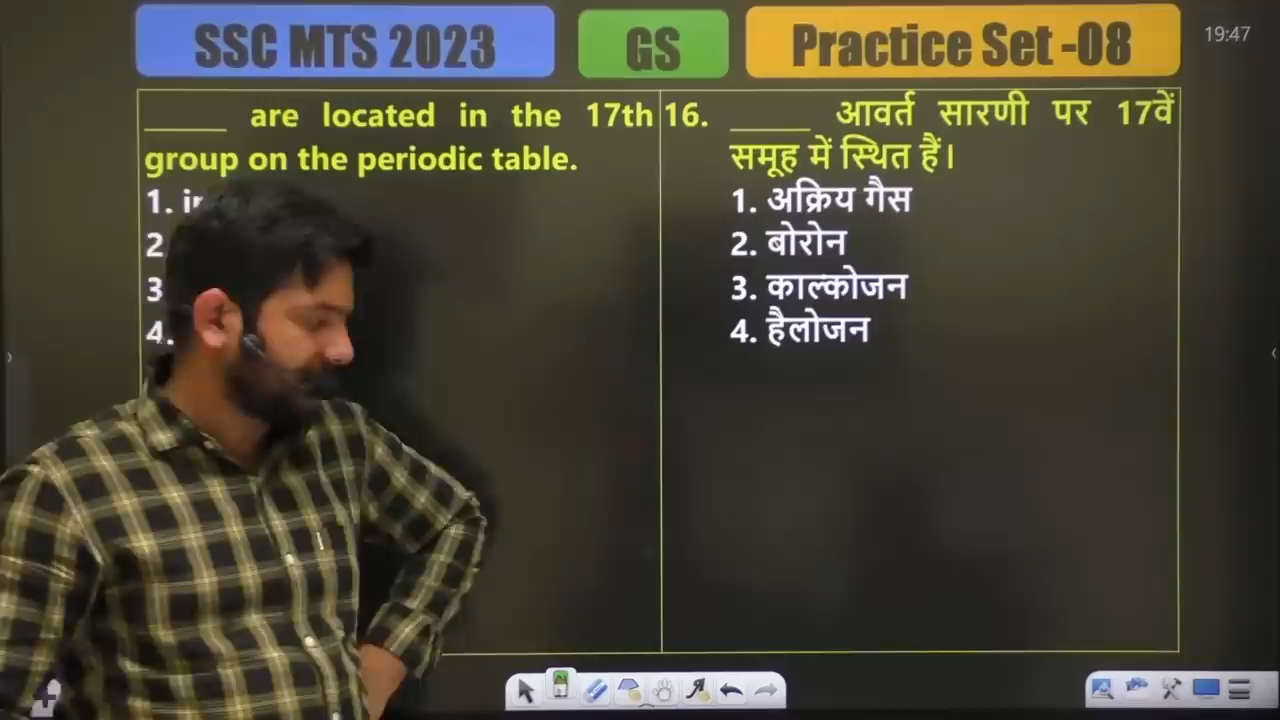 SSC MTS 2023
GS
Practice Set -08
19:47
_____ are located in the 17th
group on the periodic table.
1.
2
3
4.
16. _____ आवर्त सारणी पर 17वें
समूह में स्थित हैं।
1. अक्रिय गैस
2. बोरोन
3. काल्कोजन
4. हैलोजन